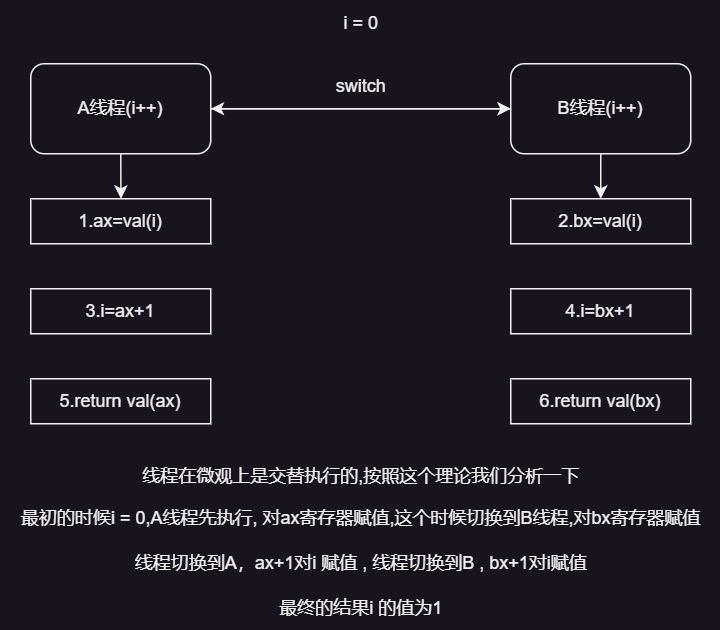 i = 0
switch
A线程(i++)
B线程(i++)
1.ax=val(i)
2.bx=val(i)
3.i=ax+1
4.i=bx+1
5.return val(ax)
6.return val(bx)
线程在微观上是交替执行的,按照这个理论我们分析一下
最初的时候i = 0,A线程先执行, 对ax寄存器赋值,这个时候切换到B线程,对bx寄存器赋值
线程切换到A，ax+1对i 赋值 , 线程切换到B , bx+1对i赋值
最终的结果i 的值为1